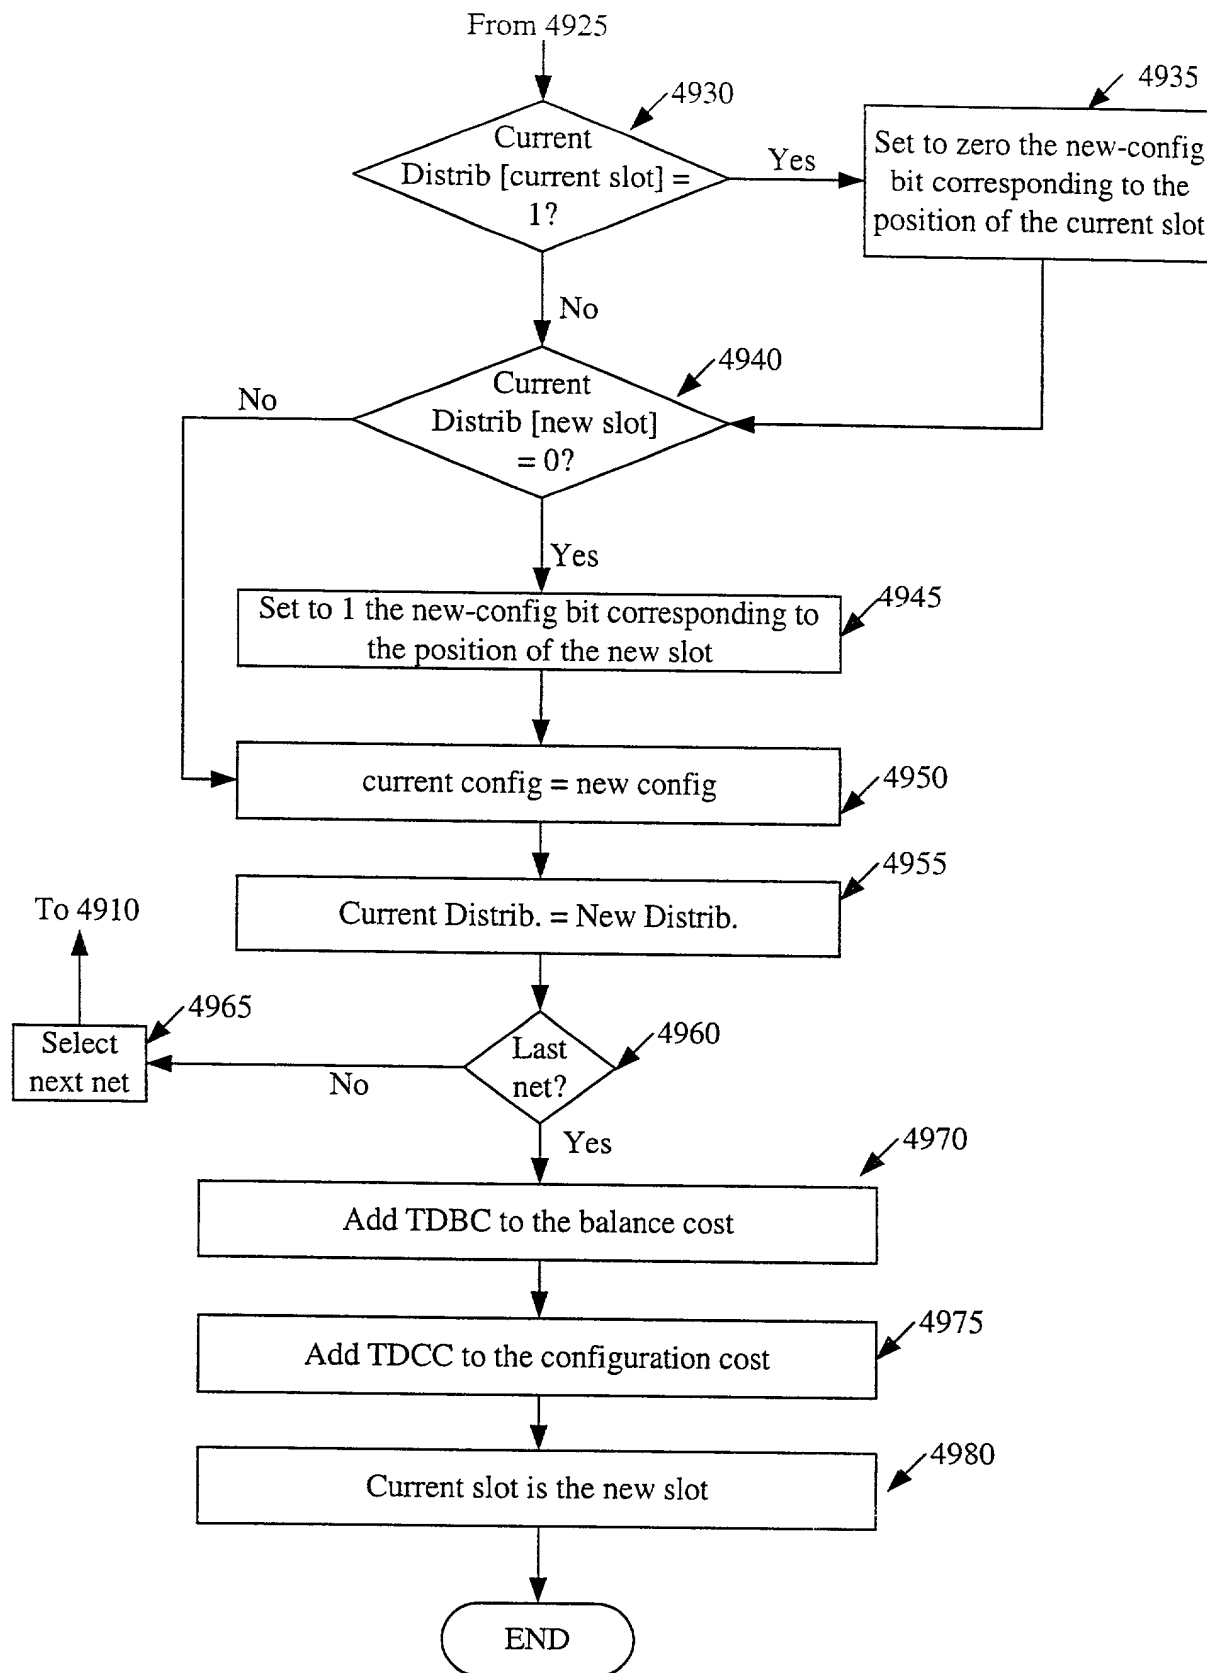 From 4925
4930
4935
Current
Distrib [current slot] =
1?
Yes
Set to zero the new-config
bit corresponding to the
position of the current slot
No
4940
Current
Distrib [new slot]
= 0?
No
Yes
4945
Set to 1 the new-config bit corresponding to
the position of the new slot
4950
current config = new config
4955
Current Distrib. = New Distrib.
To 4910
4965
Select
next net
No
4960
Last
net?
Yes
4970
Add TDBC to the balance cost
4975
Add TDCC to the configuration cost
4980
Current slot is the new slot
END